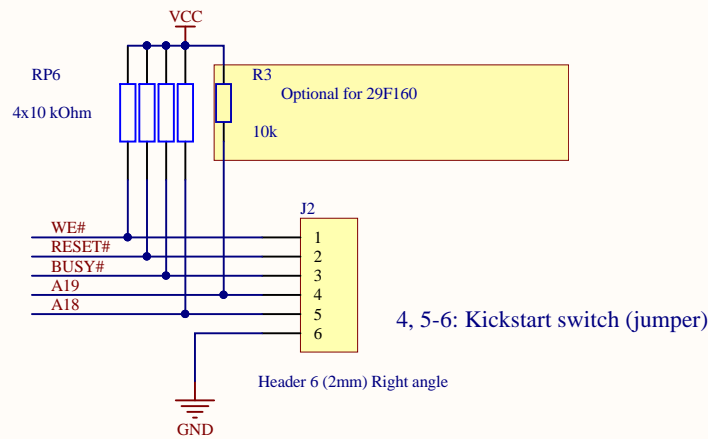 VCC
RP6
4x10 kOhm
R3
Optional for 29F160
10k
J2
WE# 1
RESET# 2
BUSY# 3
A19 4
A18 5
6
4, 5-6: Kickstart switch (jumper)
Header 6 (2mm) Right angle
GND